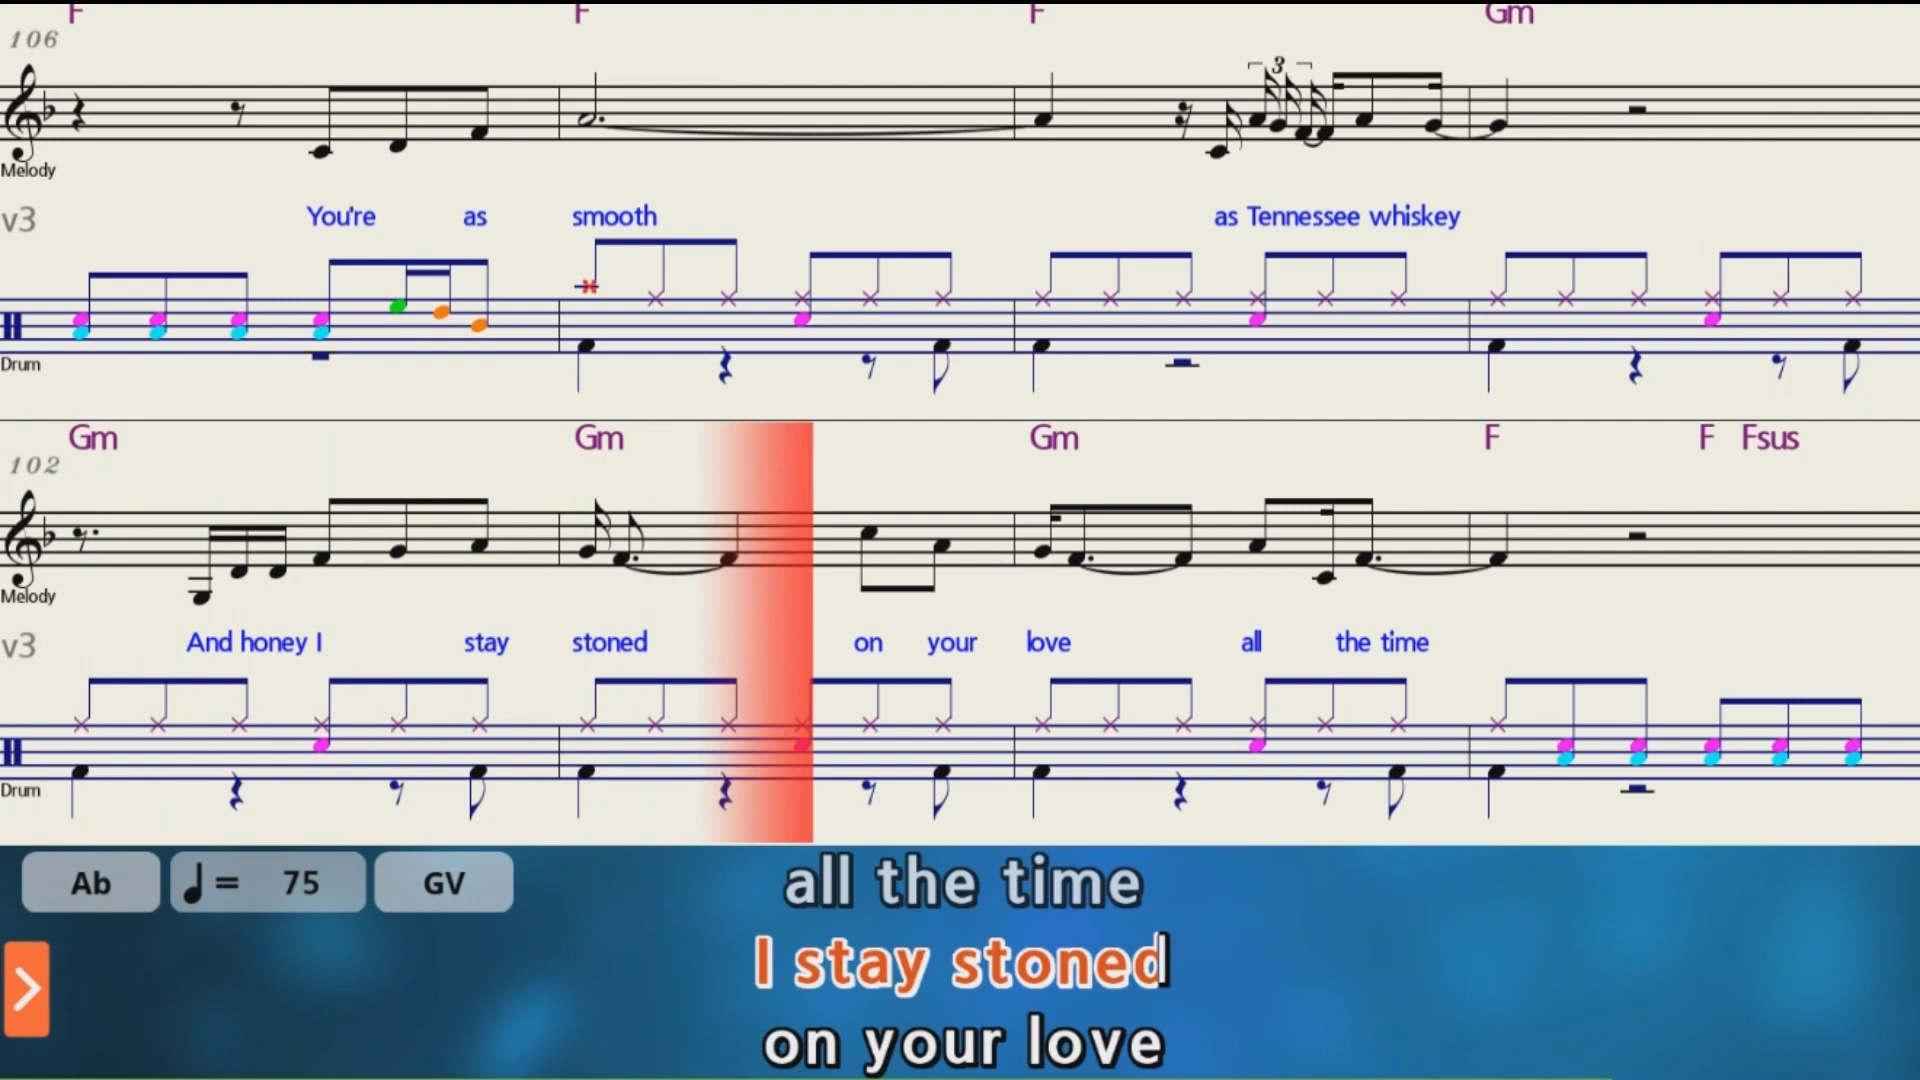 F F F Gm
106
3
Melody
v3 You're as smooth as Tennessee whiskey
Drum
Gm Gm Gm F F Fsus
102
Melody
v3 And honey I stay stoned on your love all the time
Drum
Ab ♩ = 75 GV
all the time
I stay stoned
on your love